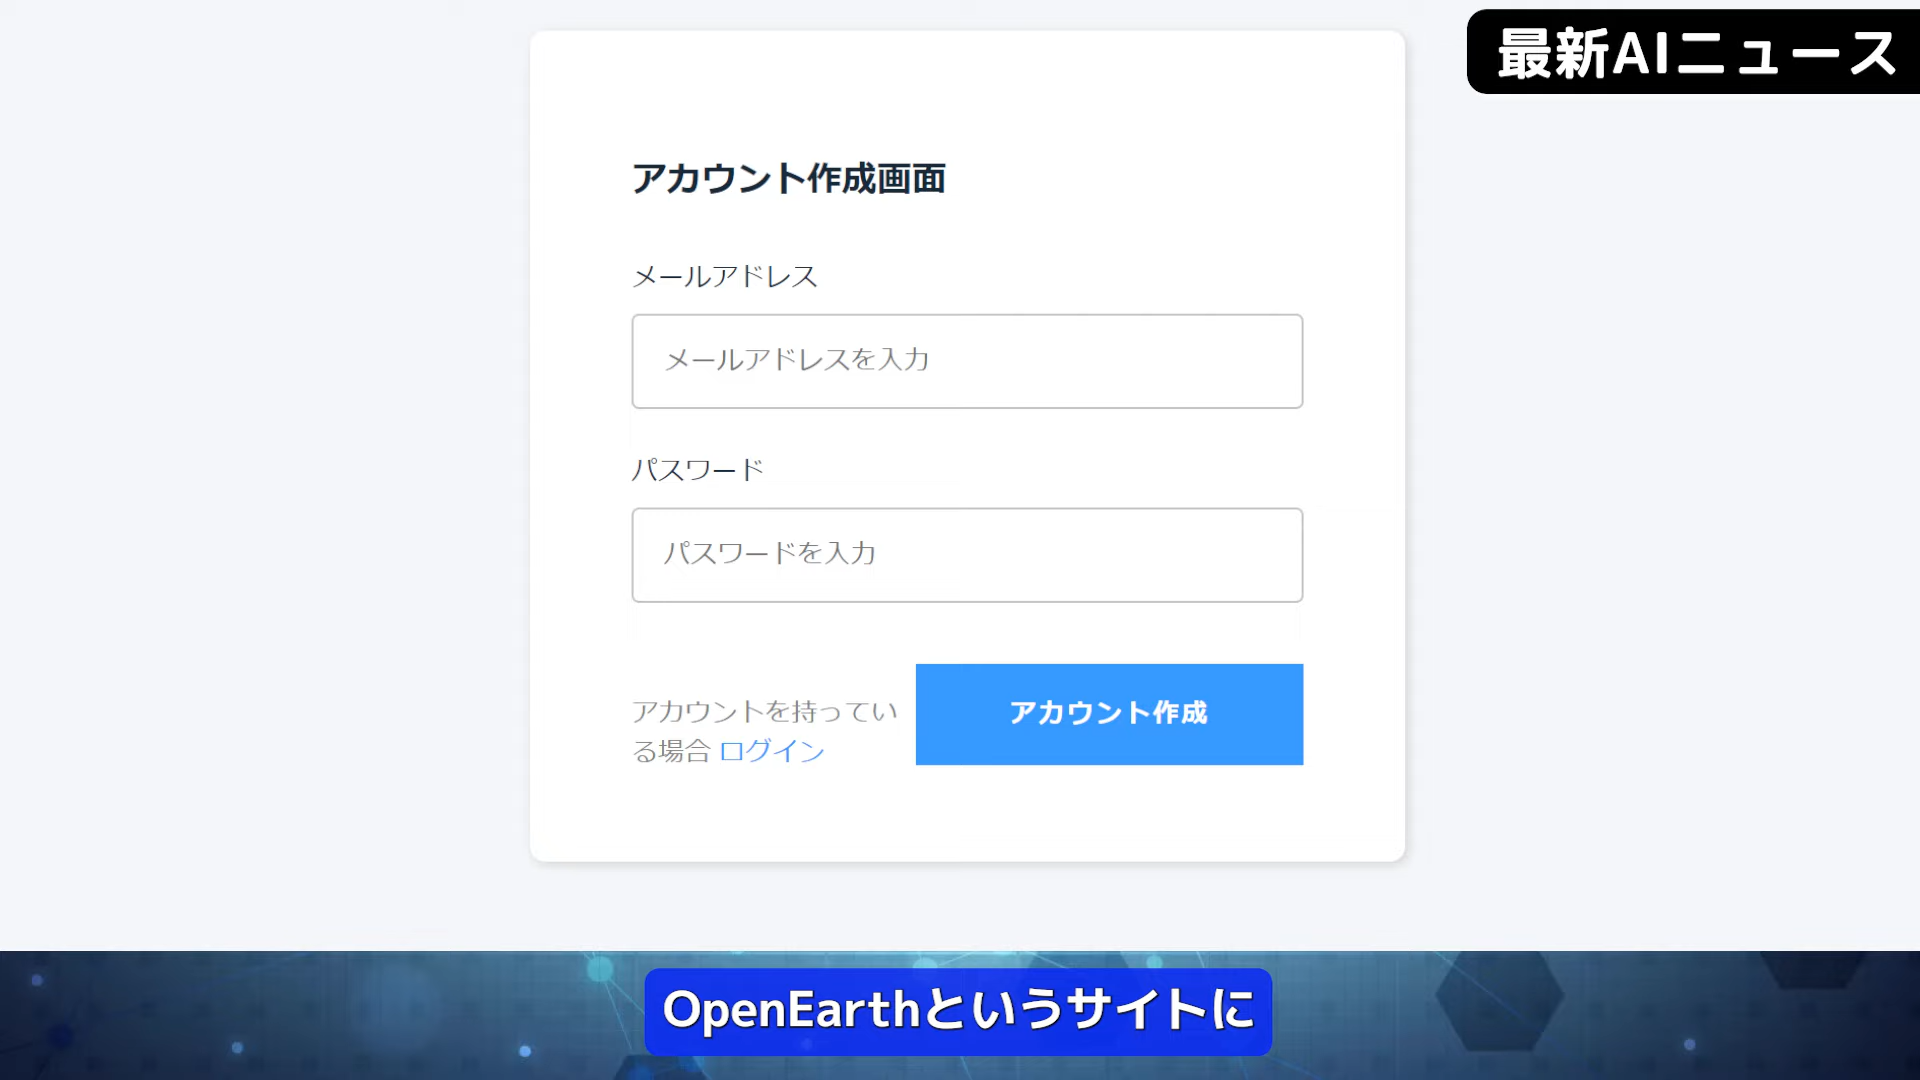 最新AIニュース
アカウント作成画面
メールアドレス
メールアドレスを入力
パスワード
パスワードを入力
アカウントを持ってい
る場合 ログイン
アカウント作成
OpenEarthというサイトに